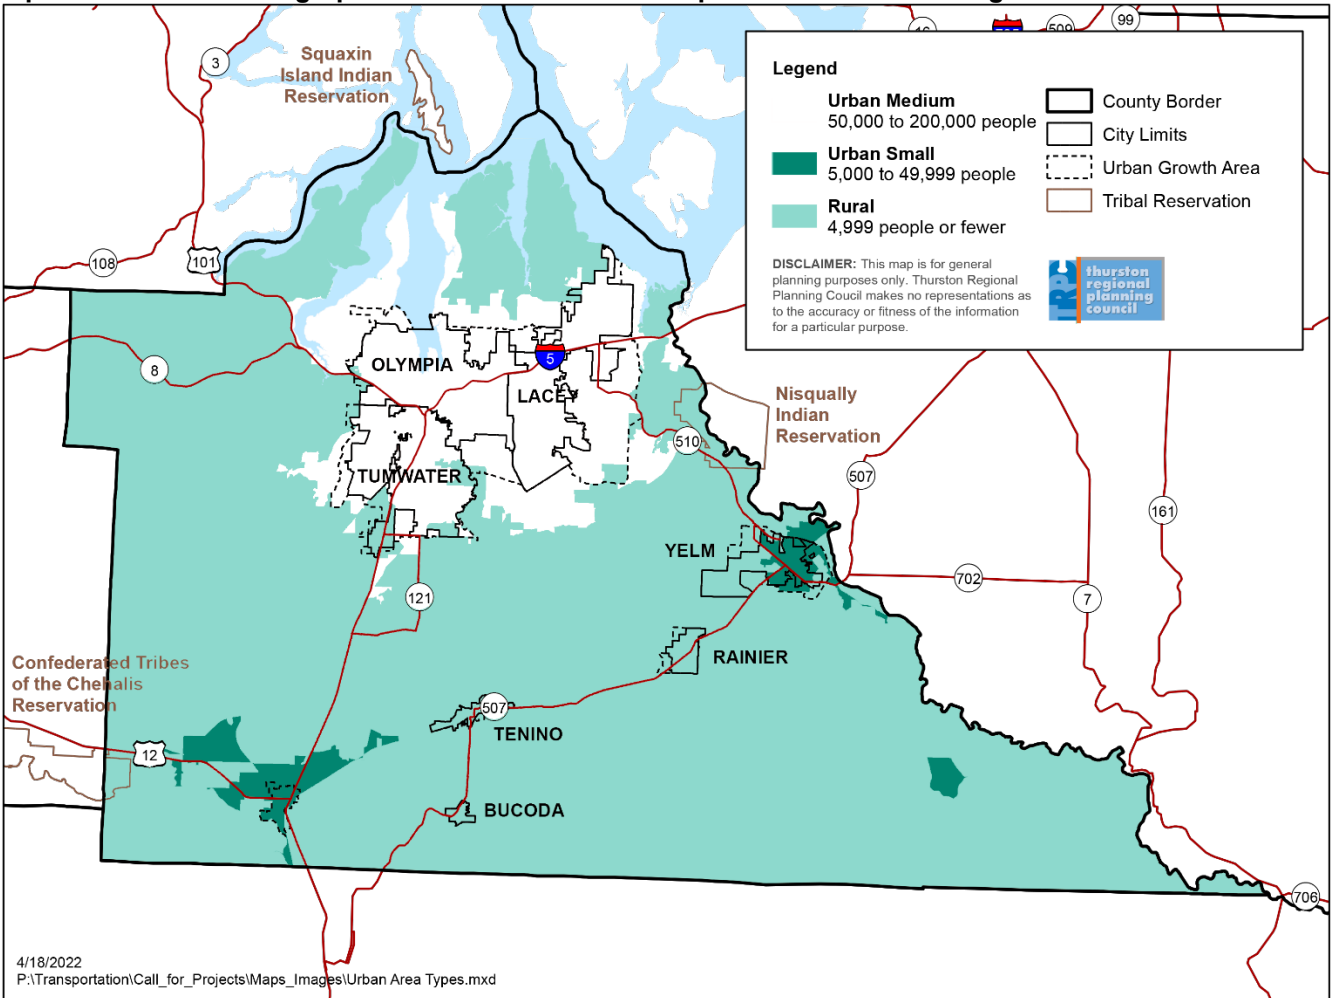 3
Squaxin
Island Indian
Reservation
99
Legend
Urban Medium
50,000 to 200,000 people
Urban Small
5,000 to 49,999 people
Rural
4,999 people or fewer
County Border
City Limits
Urban Growth Area
Tribal Reservation
DISCLAIMER: This map is for general
planning purposes only. Thurston Regional
Planning Coucil makes no representations as
to the accuracy or fitness of the information
for a particular purpose.
TRPC
thurston
regional
planning
council
108
101
8
OLYMPIA
5
LACEY
Nisqually
Indian
Reservation
510
TUMWATER
507
161
YELM
702
7
121
RAINIER
Confederated Tribes
of the Chehalis
Reservation
507
TENINO
12
BUCODA
706
4/18/2022
P:\Transportation\Call_for_Projects\Maps_Images\Urban Area Types.mxd